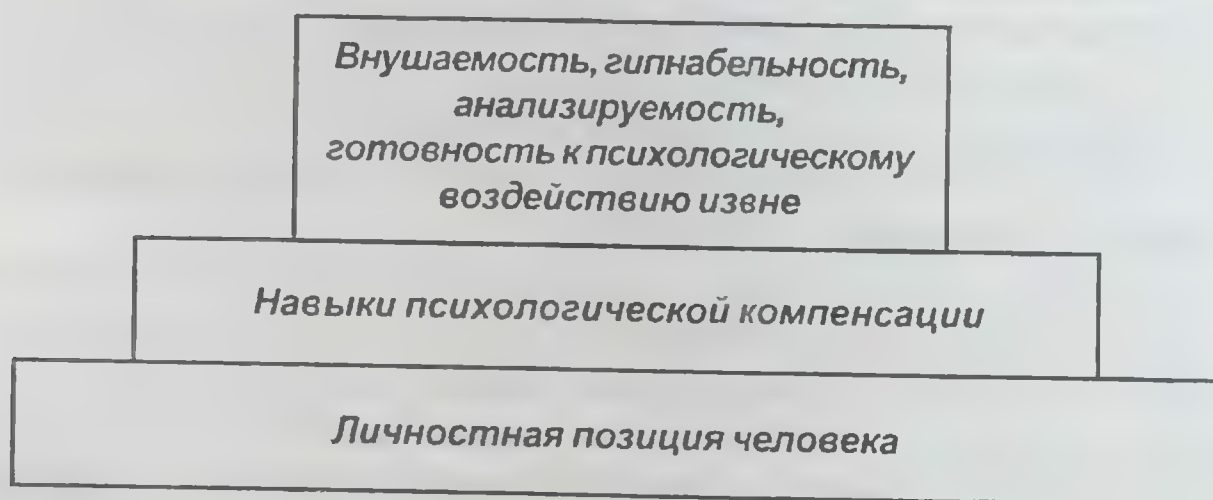 Внушаемость, гипнабельность,
анализируемость,
готовность к психологическому
воздействию извне
Навыки психологической компенсации
Личностная позиция человека